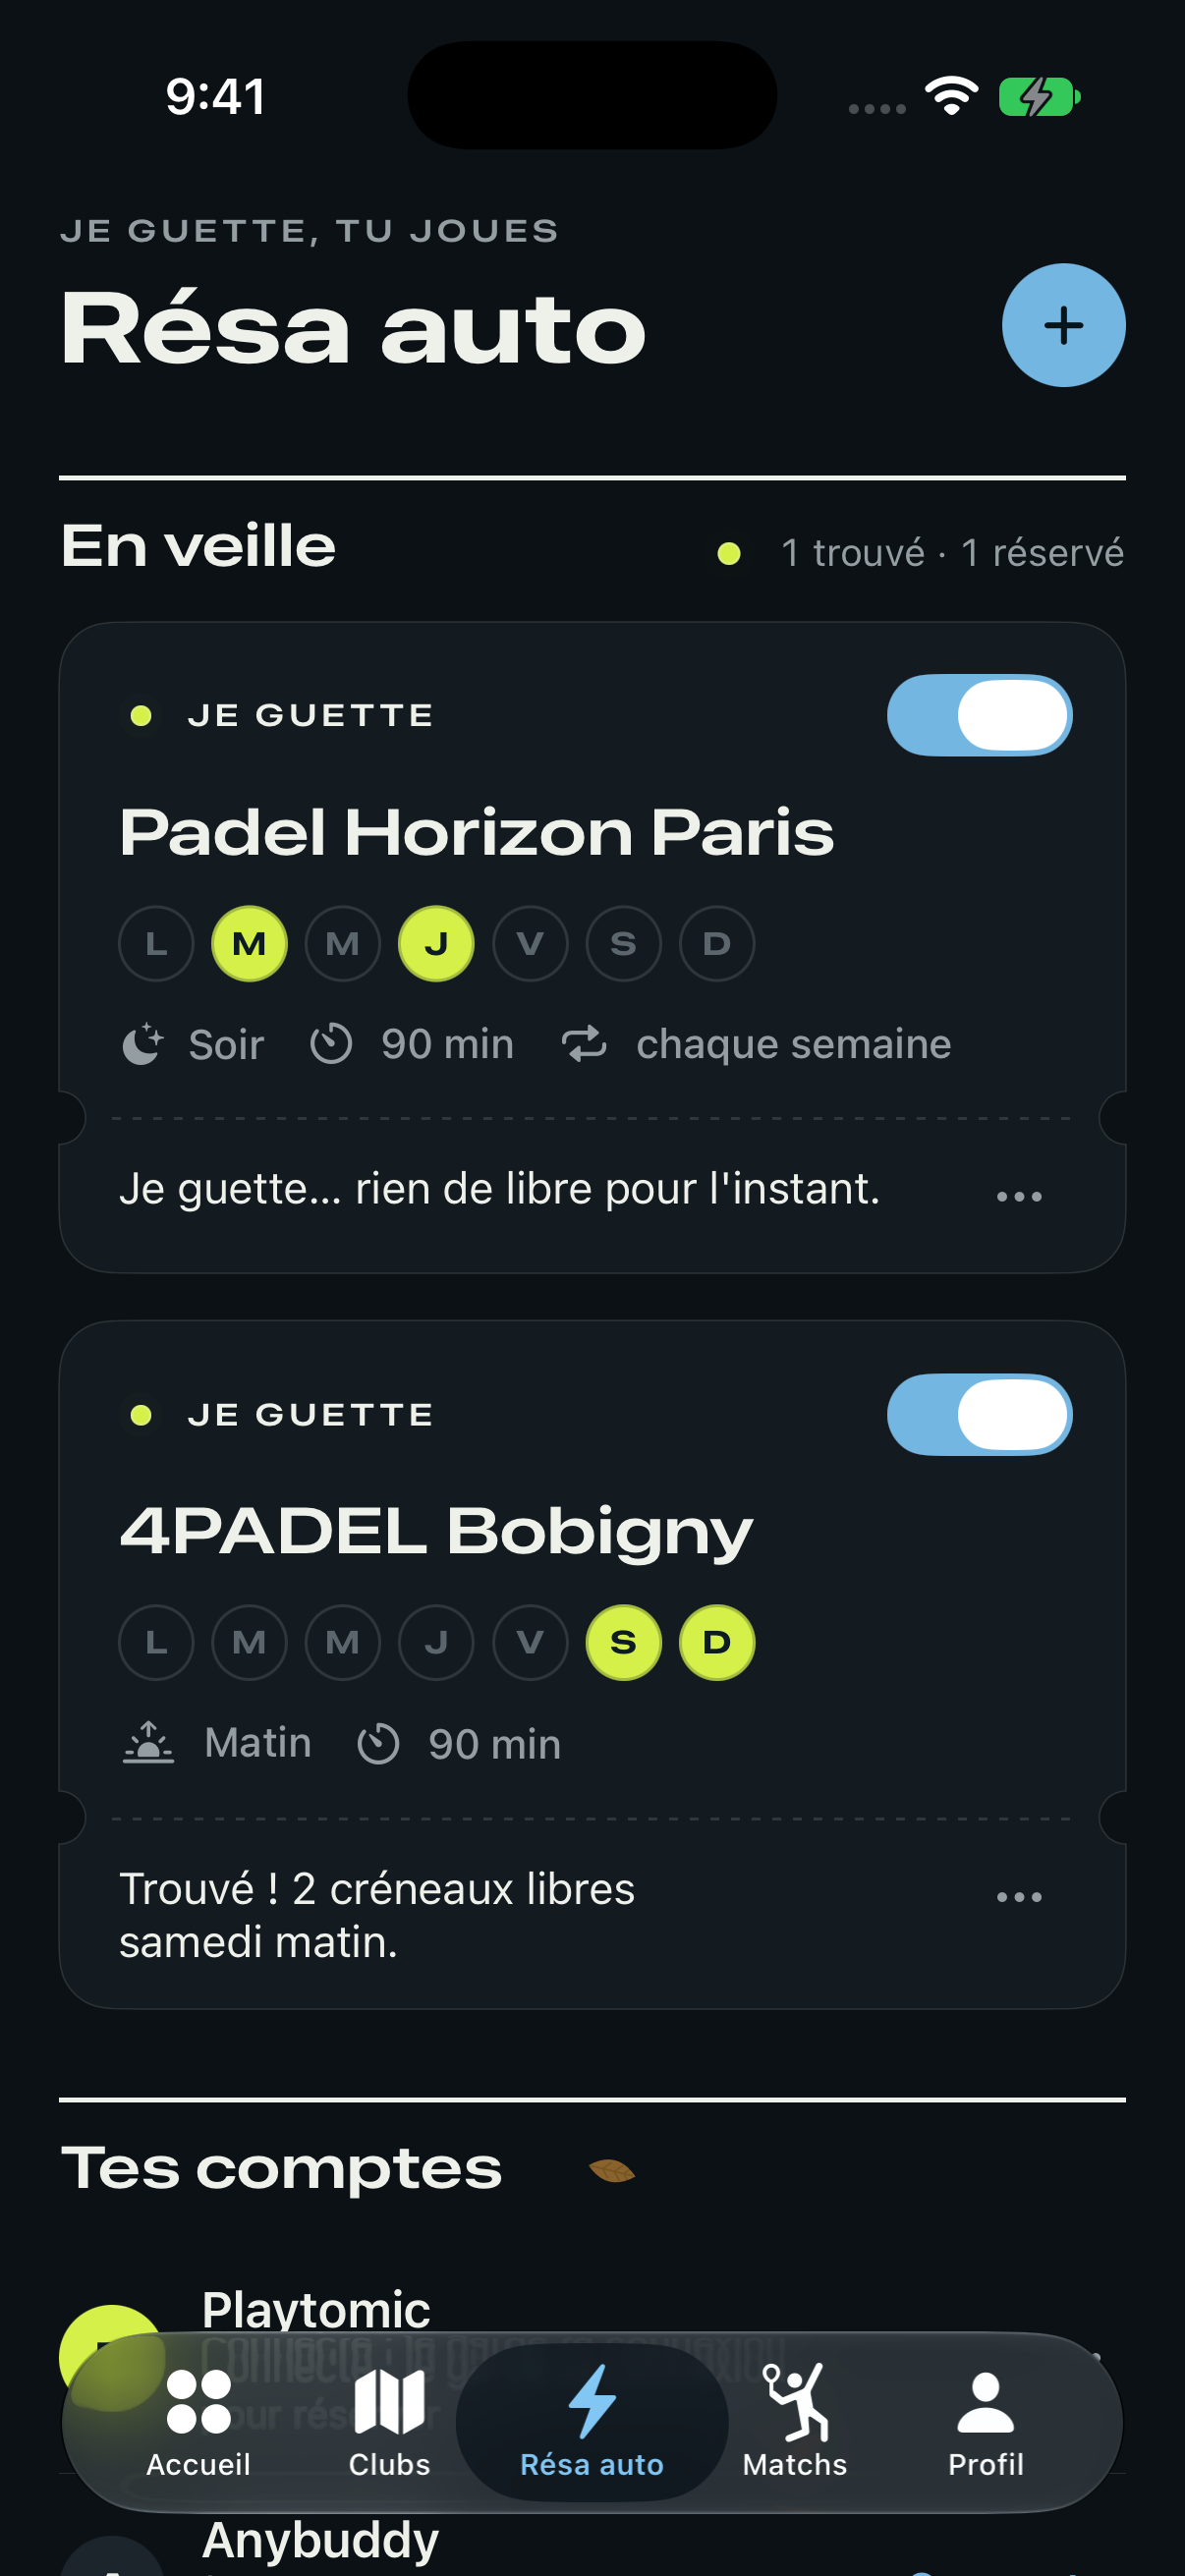 9:41
JE GUETTE, TU JOUES
Résa auto
En veille
1 trouvé · 1 réservé
JE GUETTE
Padel Horizon Paris
L M M J V S D
Soir 90 min chaque semaine
Je guette... rien de libre pour l'instant.
JE GUETTE
4PADEL Bobigny
L M M J V S D
Matin 90 min
Trouvé ! 2 créneaux libres
samedi matin.
Tes comptes
Playtomic
Accueil Clubs Résa auto Matchs Profil
Anybuddy